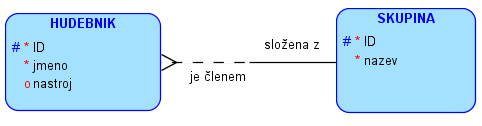 HUDEBNIK
# * ID
* jmeno
o nastroj
je členem
složena z
SKUPINA
# * ID
* nazev